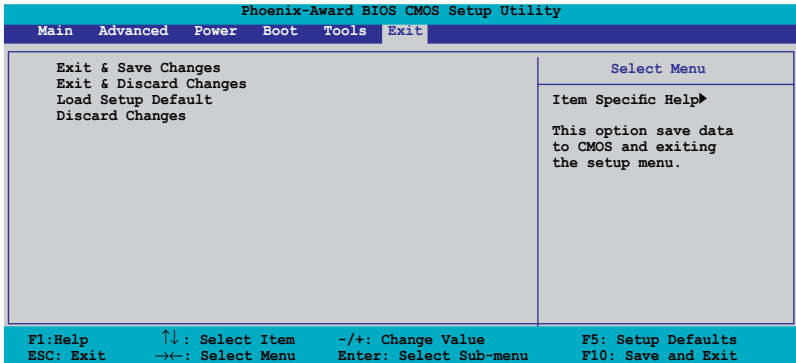 Phoenix-Award BIOS CMOS Setup Utility
Main Advanced Power Boot Tools Exit
Exit & Save Changes
Exit & Discard Changes
Load Setup Default
Discard Changes
Select Menu
Item Specific Help▶
This option save data
to CMOS and exiting
the setup menu.
F1:Help ↑↓: Select Item -/+: Change Value F5: Setup Defaults
ESC: Exit →←: Select Menu Enter: Select Sub-menu F10: Save and Exit